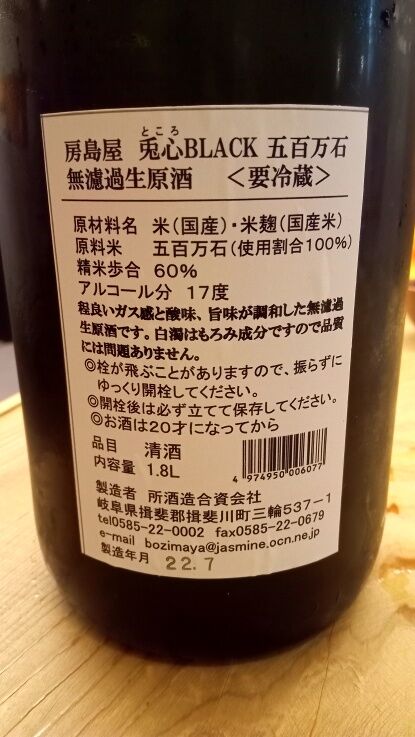 ところ
房島屋 兎心BLACK 五百万石
無濾過生原酒 <要冷蔵>
原材料名 米(国産)・米麹(国産米)
原料米 五百万石(使用割合100%)
精米歩合 60%
アルコール分 17度
程良いガス感と酸味、旨味が調和した無濾過
生原酒です。白濁はもろみ成分ですので品質
には問題ありません。
◎栓が飛ぶことがありますので、振らずに
ゆっくり開栓してください。
◎開栓後は必ず立てて保存してください。
◎お酒は20才になってから
品目 清酒
内容量 1.8L
4 974950 006077
製造者 所酒造合資会社
岐阜県揖斐郡揖斐川町三輪537-1
tel0585-22-0002 fax0585-22-0679
e-mail bozimaya@jasmine.ocn.ne.jp
製造年月 22.7